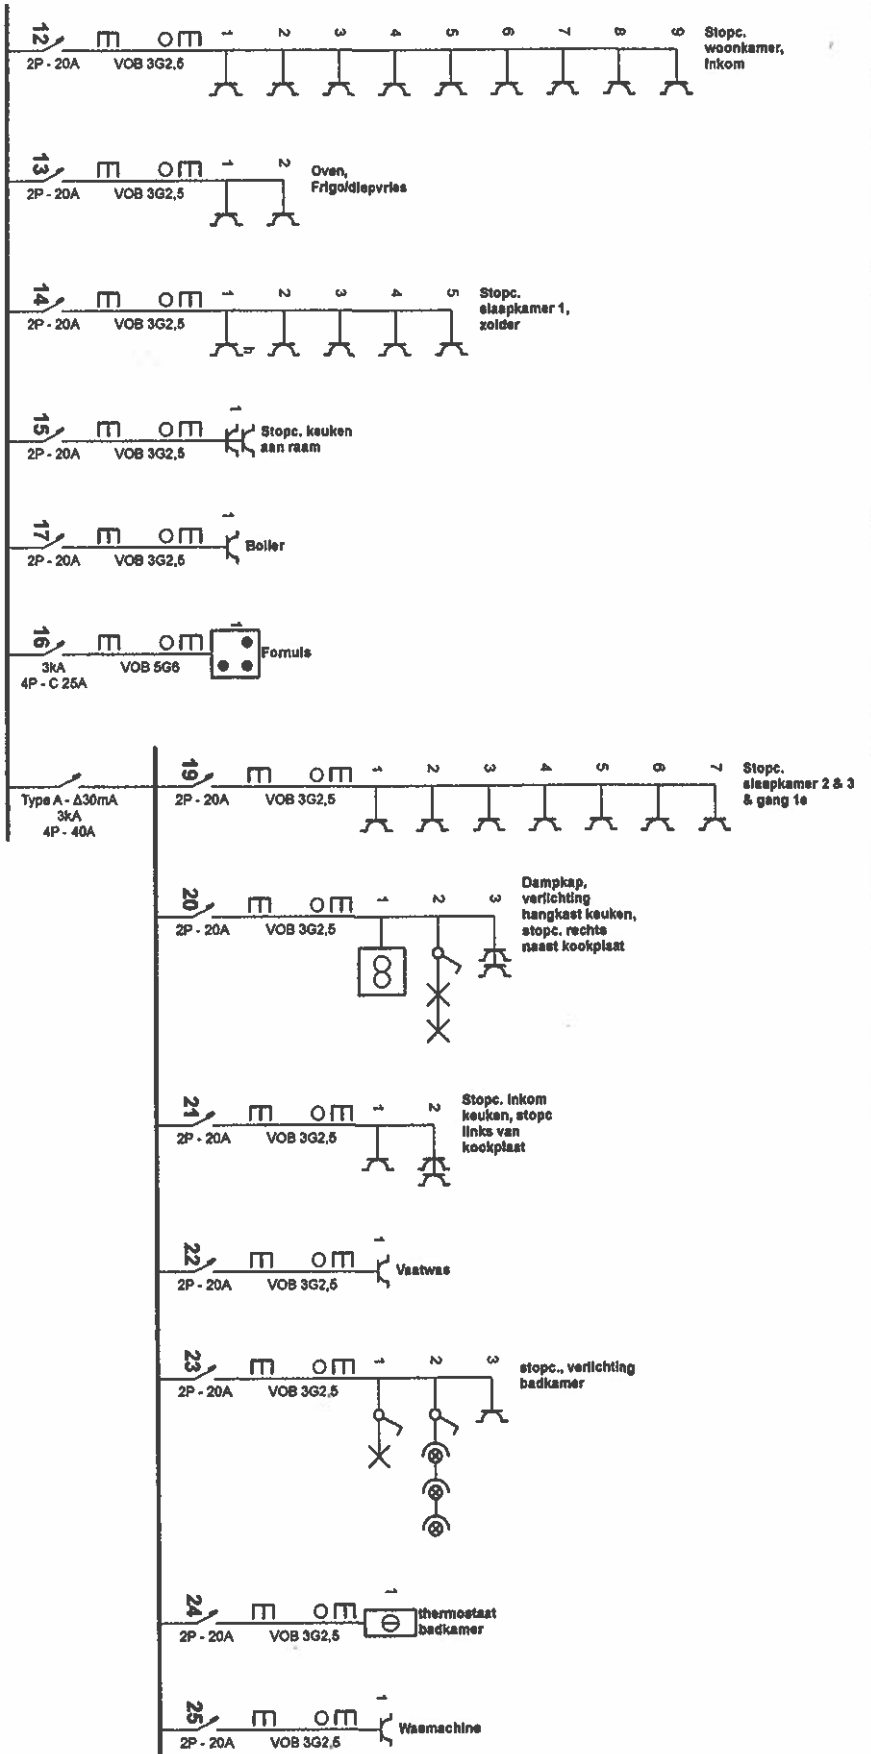 12
1 2 3 4 5 6 7 8 9
2P - 20A
VOB 3G2,5
Stopc.
woonkamer,
inkom
13
1 2
2P - 20A
VOB 3G2,5
Oven,
Frigo/diepvries
14
1 2 3 4 5
2P - 20A
VOB 3G2,5
h
Stopc.
slaapkamer 1,
zolder
15
1
2P - 20A
VOB 3G2,5
Stopc. keuken
aan raam
17
1
2P - 20A
VOB 3G2,5
Boiler
16
1
3kA
4P - C 25A
VOB 5G6
Fornuis
Type A - Δ30mA
3kA
4P - 40A
19
1 2 3 4 5 6 7
2P - 20A
VOB 3G2,5
Stopc.
slaapkamer 2 & 3
& gang 1e
20
1 2 3
2P - 20A
VOB 3G2,5
Dampkap,
verlichting
hangkast keuken,
stopc. rechts
naast kookplaat
21
1 2
2P - 20A
VOB 3G2,5
Stopc. inkom
keuken, stopc
links van
kookplaat
22
1
2P - 20A
VOB 3G2,5
Vaatwas
23
1 2 3
2P - 20A
VOB 3G2,5
stopc., verlichting
badkamer
24
1
2P - 20A
VOB 3G2,5
thermostaat
badkamer
25
1
2P - 20A
VOB 3G2,5
Wasmachine